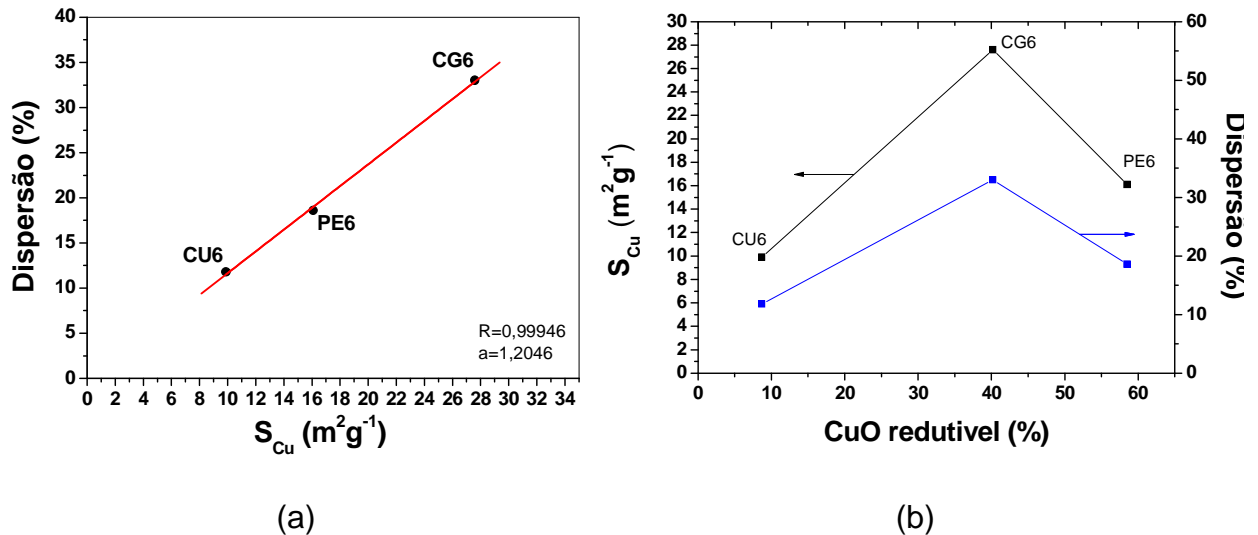 40
35
30
25
20
15
10
5
0
Dispersão (%)
CG6
PE6
CU6
R=0,99946
a=1,2046
0 2 4 6 8 10 12 14 16 18 20 22 24 26 28 30 32 34
S_Cu (m²g⁻¹)
(a)
30
28
26
24
22
20
18
16
14
12
10
8
6
4
2
0
S_Cu (m²g⁻¹)
CG6
PE6
CU6
60
50
40
30
20
10
0
Dispersão (%)
0 10 20 30 40 50 60
CuO redutivel (%)
(b)